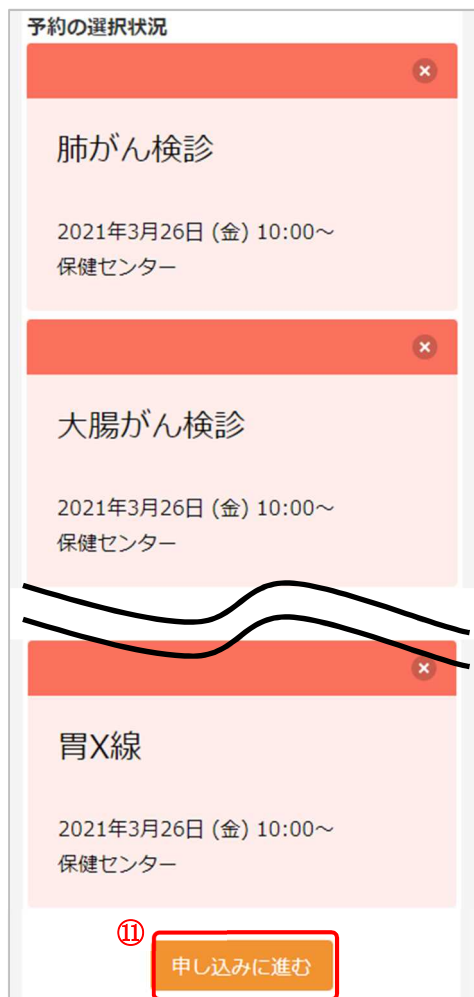 予約の選択状況
肺がん検診
2021年3月26日 (金) 10:00～
保健センター
大腸がん検診
2021年3月26日 (金) 10:00～
保健センター
胃X線
2021年3月26日 (金) 10:00～
保健センター
⑪
申し込みに進む